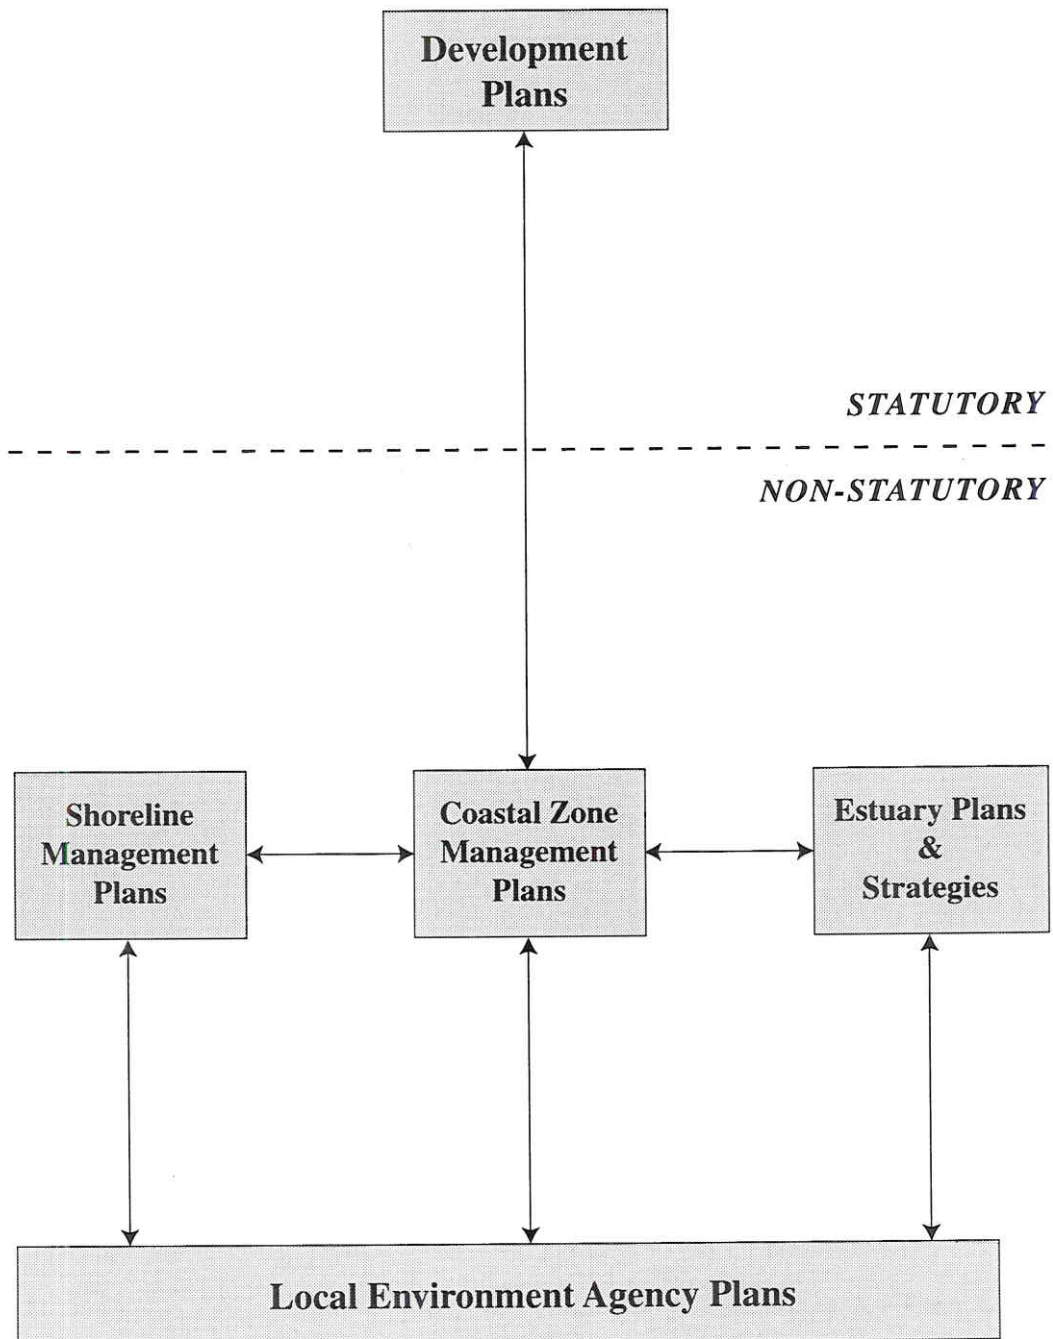 Development
Plans
STATUTORY
NON-STATUTORY
Shoreline
Management
Plans
Coastal Zone
Management
Plans
Estuary Plans
&
Strategies
Local Environment Agency Plans